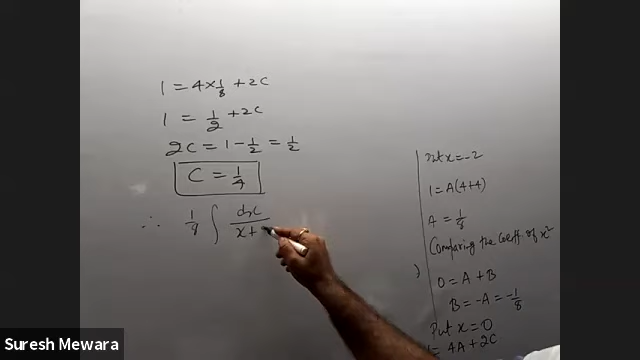 1 = 4 × 1/8 + 2C
1 = 1/2 + 2C
2C = 1 - 1/2 = 1/2
C = 1/4
∴ 1/8 ∫ dx/x+
Put x = -2
1 = A(4+4)
A = 1/8
Comparing the Coeff of x²
0 = A + B
B = -A = -1/8
Put x = 0
1 = 4A + 2C
Suresh Mewara